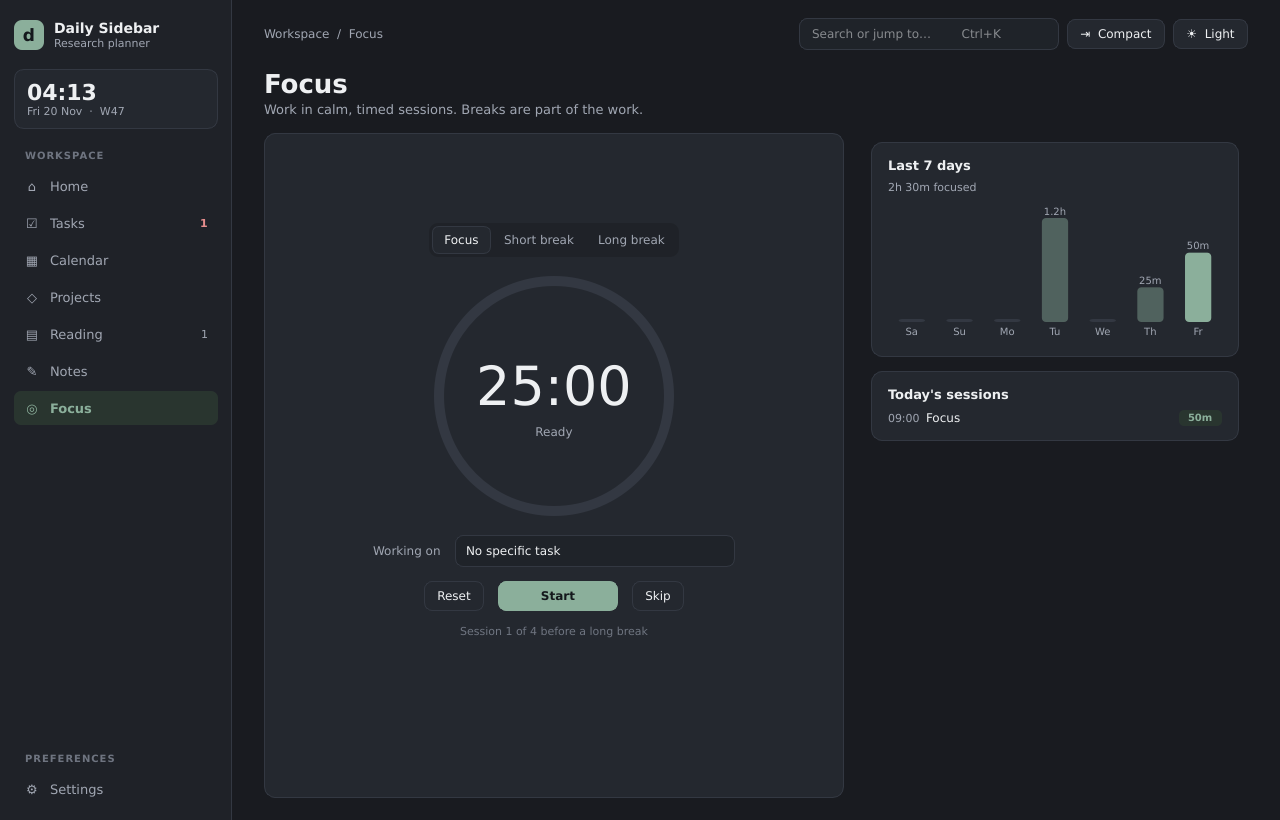 d Daily Sidebar
Research planner
04:13
Fri 20 Nov · W47
WORKSPACE
Home
Tasks 1
Calendar
Projects
Reading 1
Notes
Focus
PREFERENCES
Settings
Workspace / Focus
Search or jump to... Ctrl+K
Compact
Light
Focus
Work in calm, timed sessions. Breaks are part of the work.
Focus Short break Long break
25:00
Ready
Working on No specific task
Reset Start Skip
Session 1 of 4 before a long break
Last 7 days
2h 30m focused
1.2h
50m
25m
Sa Su Mo Tu We Th Fr
Today's sessions
09:00 Focus 50m